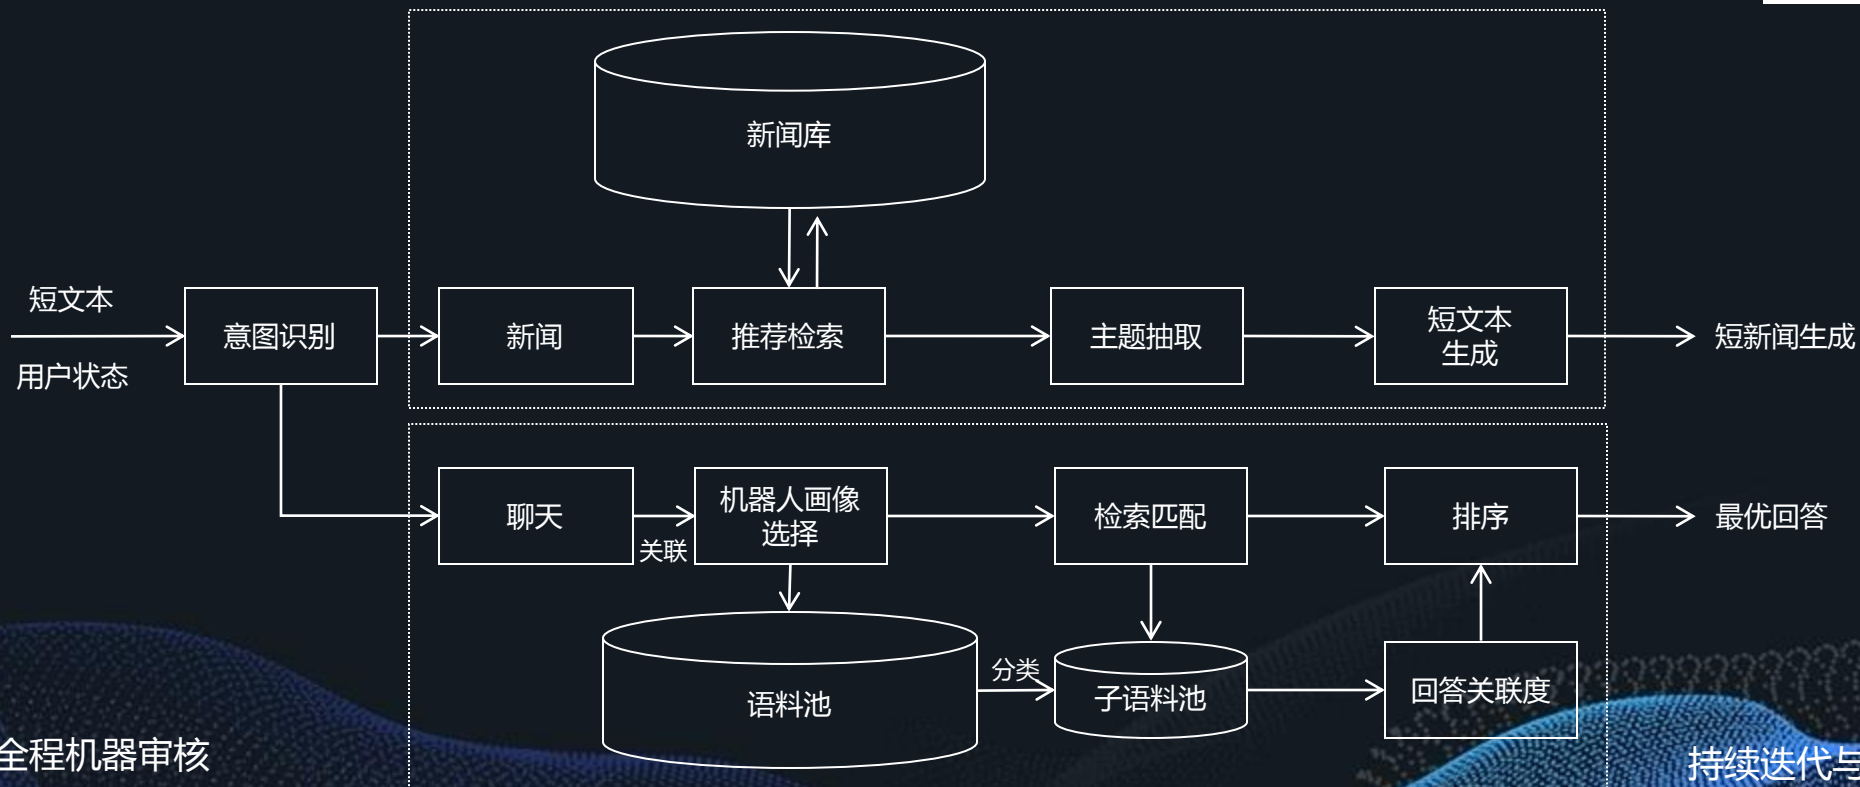 新闻库
短文本
用户状态
意图识别
新闻
推荐检索
主题抽取
短文本
生成
短新闻生成
聊天
关联
机器人画像
选择
检索匹配
排序
最优回答
语料池
分类
子语料池
回答关联度
全程机器审核
持续迭代与